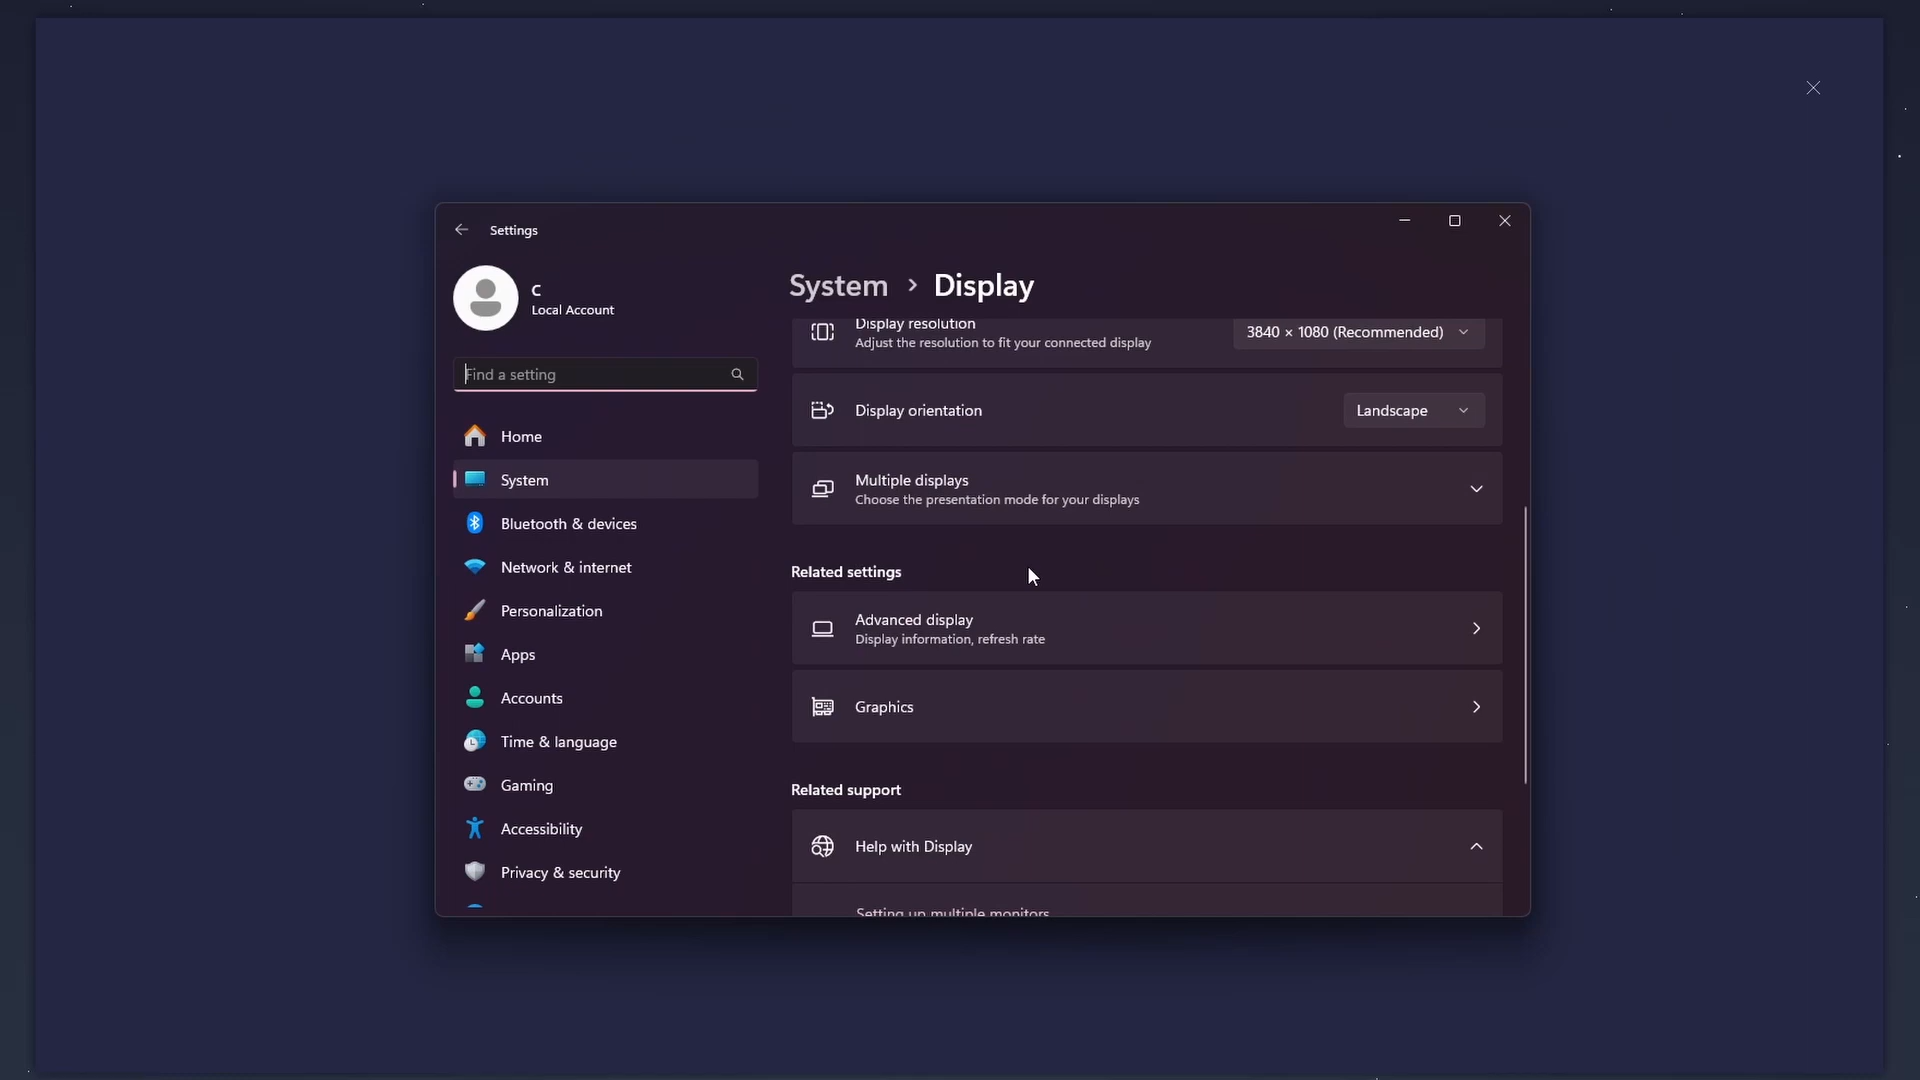 Settings
C
Local Account
Find a setting
Home
System
Bluetooth & devices
Network & internet
Personalization
Apps
Accounts
Time & language
Gaming
Accessibility
Privacy & security
System > Display
Display resolution
Adjust the resolution to fit your connected display
3840 × 1080 (Recommended)
Display orientation
Landscape
Multiple displays
Choose the presentation mode for your displays
Related settings
Advanced display
Display information, refresh rate
Graphics
Related support
Help with Display
Setting up multiple monitors